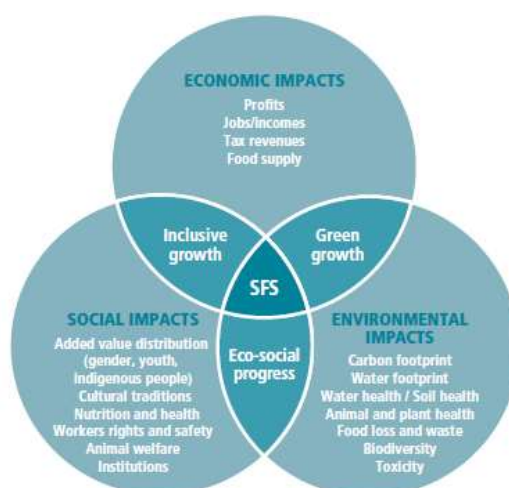 ECONOMIC IMPACTS
Profits
Jobs/incomes
Tax revenues
Food supply
Inclusive
growth
Green
growth
SFS
SOCIAL IMPACTS
Added value distribution
(gender, youth,
indigenous people)
Cultural traditions
Nutrition and health
Workers rights and safety
Animal welfare
Institutions
Eco-social
progress
ENVIRONMENTAL
IMPACTS
Carbon footprint
Water footprint
Water health / Soil health
Animal and plant health
Food loss and waste
Biodiversity
Toxicity